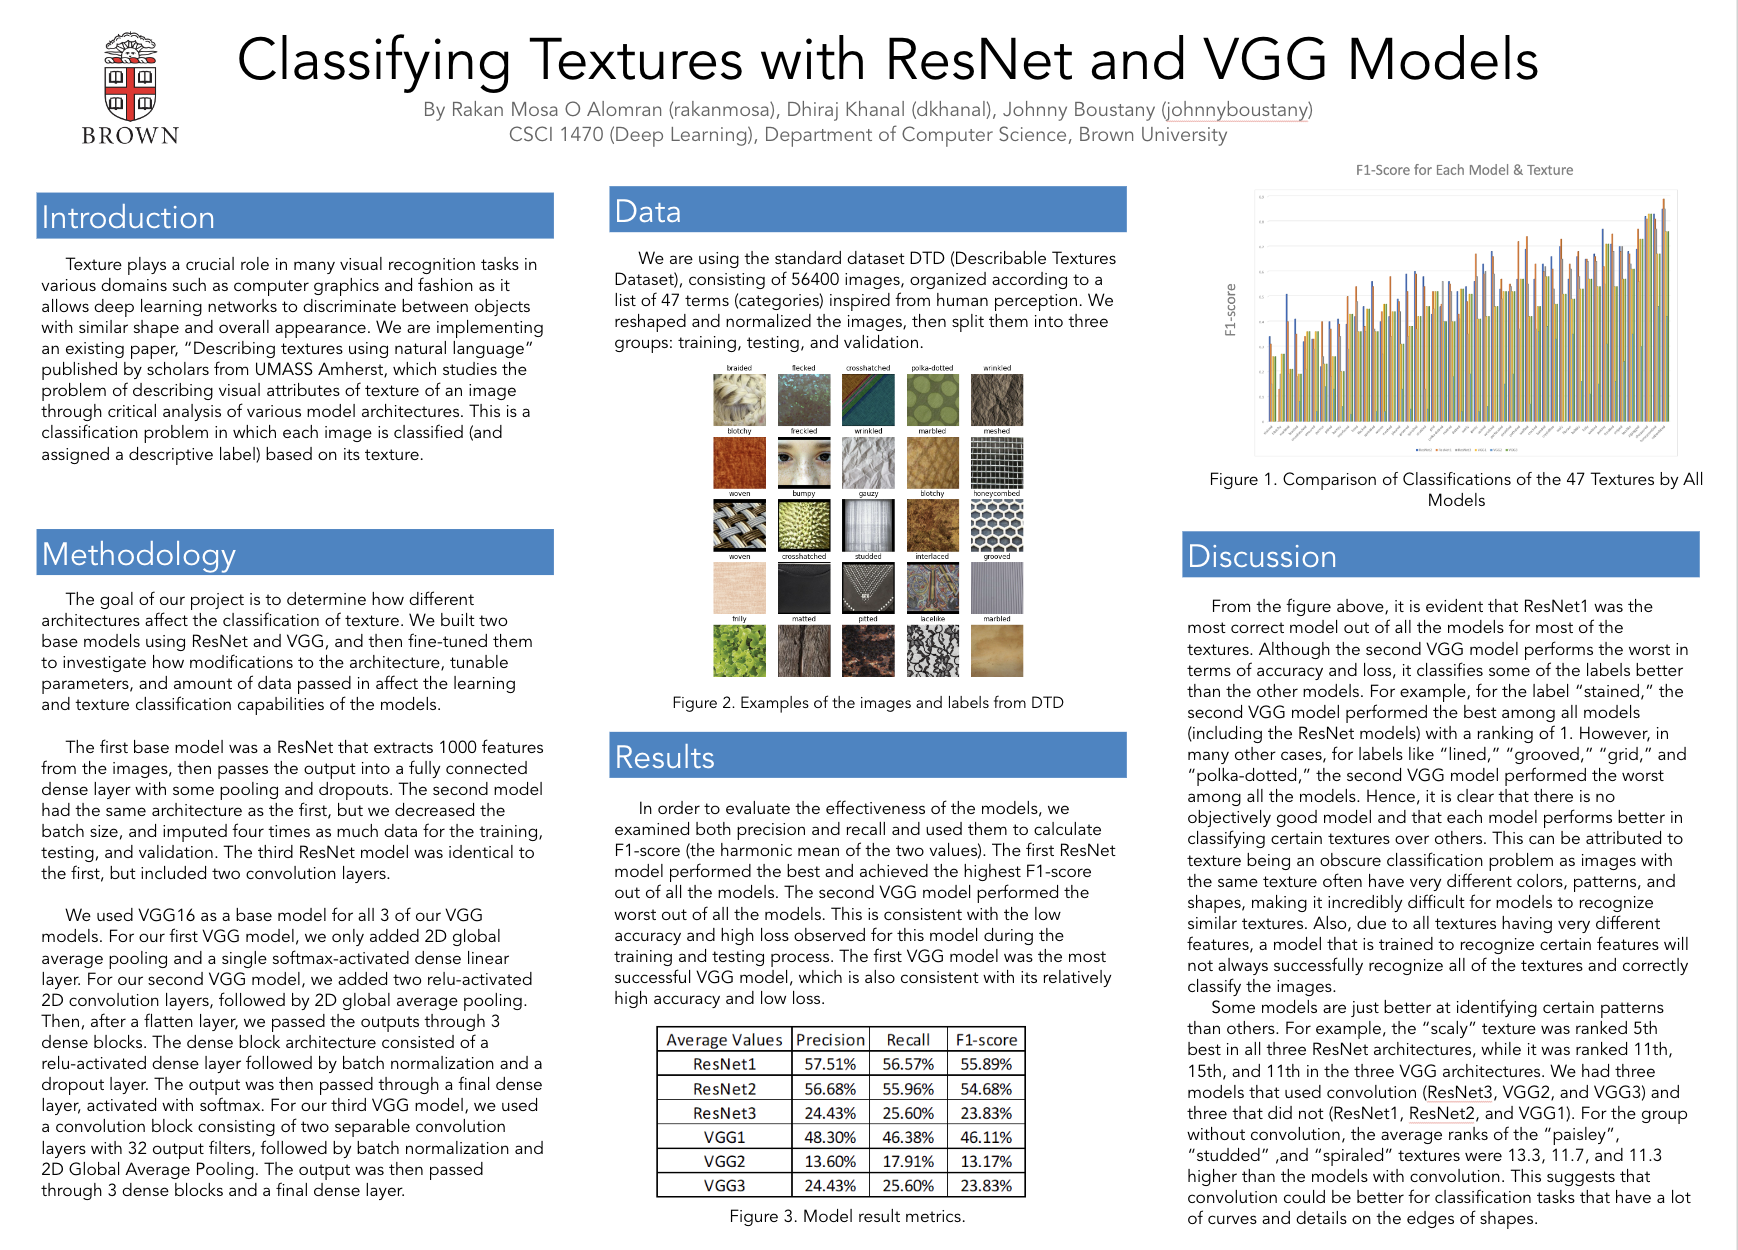 Classifying Textures with ResNet and VGG Models
By Rakan Mosa O Alomran (rakanmosa), Dhiraj Khanal (dkhanal), Johnny Boustany (johnnyboustany)
CSCI 1470 (Deep Learning), Department of Computer Science, Brown University
BROWN
Introduction
Texture plays a crucial role in many visual recognition tasks in
various domains such as computer graphics and fashion as it
allows deep learning networks to discriminate between objects
with similar shape and overall appearance. We are implementing
an existing paper, “Describing textures using natural language”
published by scholars from UMASS Amherst, which studies the
problem of describing visual attributes of texture of an image
through critical analysis of various model architectures. This is a
classification problem in which each image is classified (and
assigned a descriptive label) based on its texture.
Methodology
The goal of our project is to determine how different
architectures affect the classification of texture. We built two
base models using ResNet and VGG, and then fine-tuned them
to investigate how modifications to the architecture, tunable
parameters, and amount of data passed in affect the learning
and texture classification capabilities of the models.
The first base model was a ResNet that extracts 1000 features
from the images, then passes the output into a fully connected
dense layer with some pooling and dropouts. The second model
had the same architecture as the first, but we decreased the
batch size, and imputed four times as much data for the training,
testing, and validation. The third ResNet model was identical to
the first, but included two convolution layers.
We used VGG16 as a base model for all 3 of our VGG
models. For our first VGG model, we only added 2D global
average pooling and a single softmax-activated dense linear
layer. For our second VGG model, we added two relu-activated
2D convolution layers, followed by 2D global average pooling.
Then, after a flatten layer, we passed the outputs through 3
dense blocks. The dense block architecture consisted of a
relu-activated dense layer followed by batch normalization and a
dropout layer. The output was then passed through a final dense
layer, activated with softmax. For our third VGG model, we used
a convolution block consisting of two separable convolution
layers with 32 output filters, followed by batch normalization and
2D Global Average Pooling. The output was then passed
through 3 dense blocks and a final dense layer.
Data
We are using the standard dataset DTD (Describable Textures
Dataset), consisting of 56400 images, organized according to a
list of 47 terms (categories) inspired from human perception. We
reshaped and normalized the images, then split them into three
groups: training, testing, and validation.
braided flecked crosshatched polka-dotted wrinkled
blotchy freckled wrinkled marbled meshed
woven bumpy gauzy blotchy honeycombed
woven crosshatched studded interlaced grooved
frilly matted pitted lacelike marbled
Figure 2. Examples of the images and labels from DTD
Results
In order to evaluate the effectiveness of the models, we
examined both precision and recall and used them to calculate
F1-score (the harmonic mean of the two values). The first ResNet
model performed the best and achieved the highest F1-score
out of all the models. The second VGG model performed the
worst out of all the models. This is consistent with the low
accuracy and high loss observed for this model during the
training and testing process. The first VGG model was the most
successful VGG model, which is also consistent with its relatively
high accuracy and low loss.
Average Values Precision Recall F1-score
ResNet1 57.51% 56.57% 55.89%
ResNet2 56.68% 55.96% 54.68%
ResNet3 24.43% 25.60% 23.83%
VGG1 48.30% 46.38% 46.11%
VGG2 13.60% 17.91% 13.17%
VGG3 24.43% 25.60% 23.83%
Figure 3. Model result metrics.
F1-Score for Each Model & Texture
F1-score
Figure 1. Comparison of Classifications of the 47 Textures by All
Models
Discussion
From the figure above, it is evident that ResNet1 was the
most correct model out of all the models for most of the
textures. Although the second VGG model performs the worst in
terms of accuracy and loss, it classifies some of the labels better
than the other models. For example, for the label “stained,” the
second VGG model performed the best among all models
(including the ResNet models) with a ranking of 1. However, in
many other cases, for labels like “lined,” “grooved,” “grid,” and
“polka-dotted,” the second VGG model performed the worst
among all the models. Hence, it is clear that there is no
objectively good model and that each model performs better in
classifying certain textures over others. This can be attributed to
texture being an obscure classification problem as images with
the same texture often have very different colors, patterns, and
shapes, making it incredibly difficult for models to recognize
similar textures. Also, due to all textures having very different
features, a model that is trained to recognize certain features will
not always successfully recognize all of the textures and correctly
classify the images.
Some models are just better at identifying certain patterns
than others. For example, the “scaly” texture was ranked 5th
best in all three ResNet architectures, while it was ranked 11th,
15th, and 11th in the three VGG architectures. We had three
models that used convolution (ResNet3, VGG2, and VGG3) and
three that did not (ResNet1, ResNet2, and VGG1). For the group
without convolution, the average ranks of the “paisley”,
“studded” ,and “spiraled” textures were 13.3, 11.7, and 11.3
higher than the models with convolution. This suggests that
convolution could be better for classification tasks that have a lot
of curves and details on the edges of shapes.